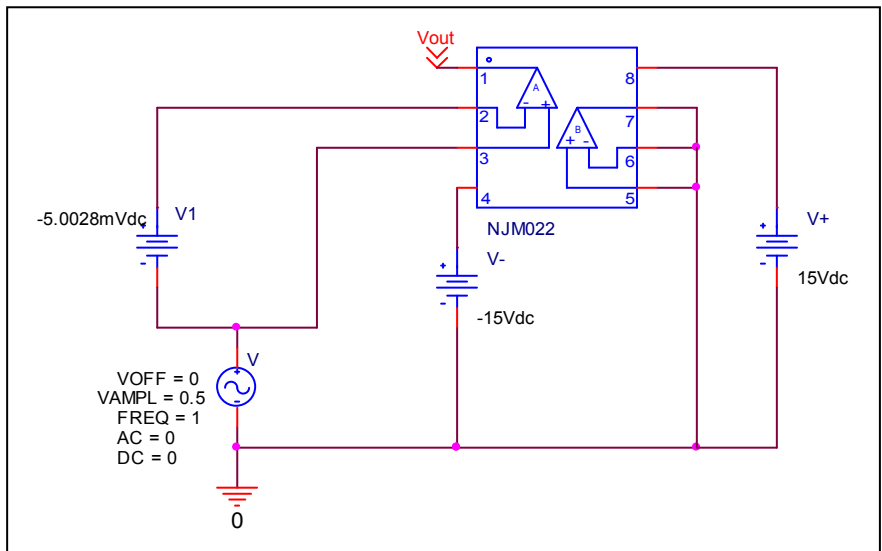 Vout
1
2
3
4
8
7
6
5
A
- +
B
+ -
NJM022
-5.0028mVdc
V1
+
-
V-
+
-
-15Vdc
V+
+
-
15Vdc
V
+
-
VOFF = 0
VAMPL = 0.5
FREQ = 1
AC = 0
DC = 0
0